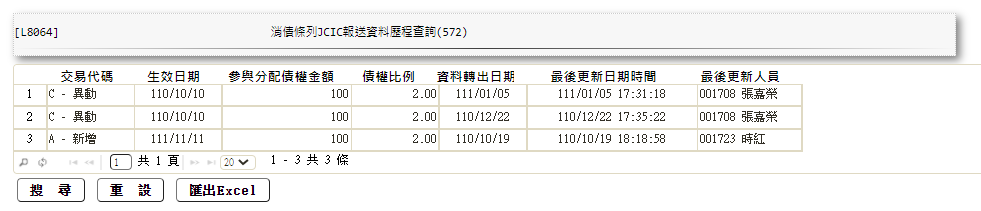 [L8064] 消債條例JCIC報送資料歷程查詢(572)
交易代碼 生效日期 參與分配債權金額 債權比例 資料轉出日期 最後更新日期時間 最後更新人員
1 C - 異動 110/10/10 100 2.00 111/01/05 111/01/05 17:31:18 001708 張嘉榮
2 C - 異動 110/10/10 100 2.00 110/12/22 110/12/22 17:35:22 001708 張嘉榮
3 A - 新增 111/11/11 100 2.00 110/10/19 110/10/19 18:18:58 001723 時紅
1 共 1 頁 20 1 - 3 共 3 條
搜 尋 重 設 匯出Excel